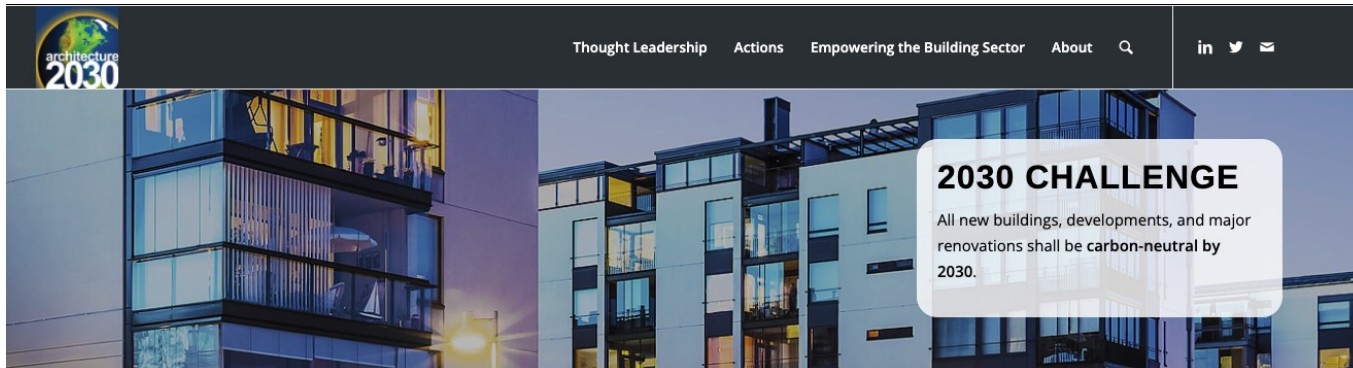 architecture
2030
Thought Leadership Actions Empowering the Building Sector About
in
2030 CHALLENGE
All new buildings, developments, and major
renovations shall be carbon-neutral by
2030.